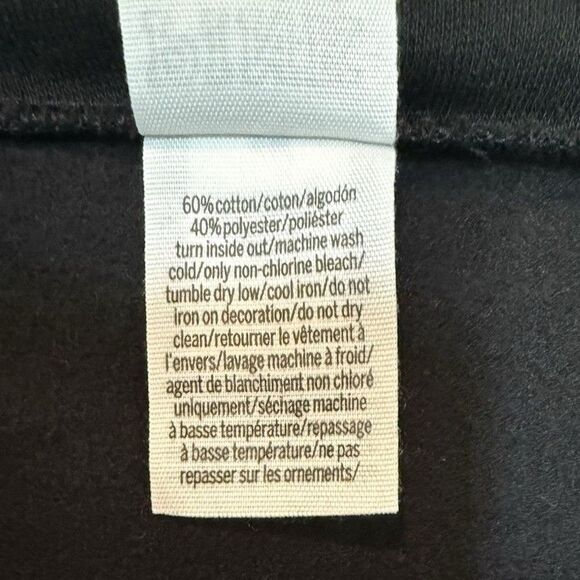 60% cotton/coton/algodón
40% polyester/poliéster
turn inside out/machine wash
cold/only non-chlorine bleach/
tumble dry low/cool iron/do not
iron on decoration/do not dry
clean/retourner le vêtement à
l'envers/lavage machine à froid/
agent de blanchiment non chloré
uniquement/séchage machine
à basse température/repassage
à basse température/ne pas
repasser sur les ornements/